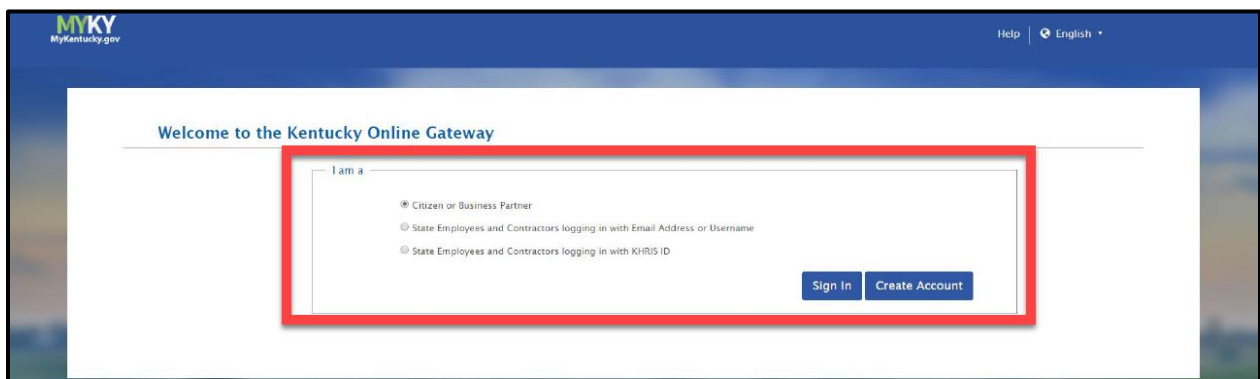 MYKY
MyKentucky.gov
Help
English
Welcome to the Kentucky Online Gateway
I am a
Citizen or Business Partner
State Employees and Contractors logging in with Email Address or Username
State Employees and Contractors logging in with KHRIS ID
Sign In
Create Account